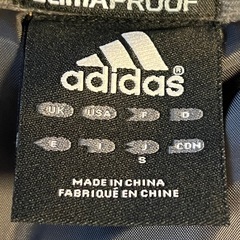 climaPROOF
adidas®
UK USA F D
E I J CDN
S
MADE IN CHINA
FABRIQUÉ EN CHINE